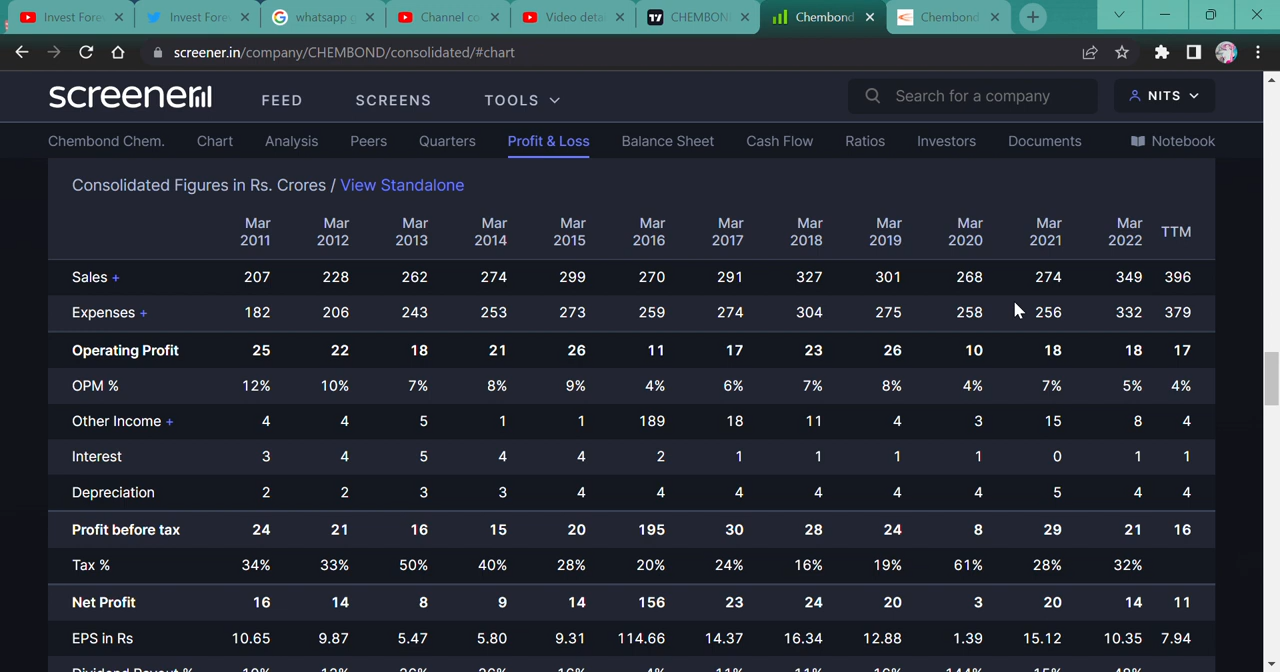 Invest Fore
Invest Fore
whatsapp g
Channel co
Video deta
CHEMBON
Chembond
Chembond
screener.in/company/CHEMBOND/consolidated/#chart
screener
FEED
SCREENS
TOOLS
Search for a company
NITS
Chembond Chem.
Chart
Analysis
Peers
Quarters
Profit & Loss
Balance Sheet
Cash Flow
Ratios
Investors
Documents
Notebook
Consolidated Figures in Rs. Crores / View Standalone
Mar 2011 Mar 2012 Mar 2013 Mar 2014 Mar 2015 Mar 2016 Mar 2017 Mar 2018 Mar 2019 Mar 2020 Mar 2021 Mar 2022 TTM
Sales + 207 228 262 274 299 270 291 327 301 268 274 349 396
Expenses + 182 206 243 253 273 259 274 304 275 258 256 332 379
Operating Profit 25 22 18 21 26 11 17 23 26 10 18 18 17
OPM % 12% 10% 7% 8% 9% 4% 6% 7% 8% 4% 7% 5% 4%
Other Income + 4 4 5 1 1 189 18 11 4 3 15 8 4
Interest 3 4 5 4 4 2 1 1 1 1 0 1 1
Depreciation 2 2 3 3 4 4 4 4 4 4 5 4 4
Profit before tax 24 21 16 15 20 195 30 28 24 8 29 21 16
Tax % 34% 33% 50% 40% 28% 20% 24% 16% 19% 61% 28% 32%
Net Profit 16 14 8 9 14 156 23 24 20 3 20 14 11
EPS in Rs 10.65 9.87 5.47 5.80 9.31 114.66 14.37 16.34 12.88 1.39 15.12 10.35 7.94